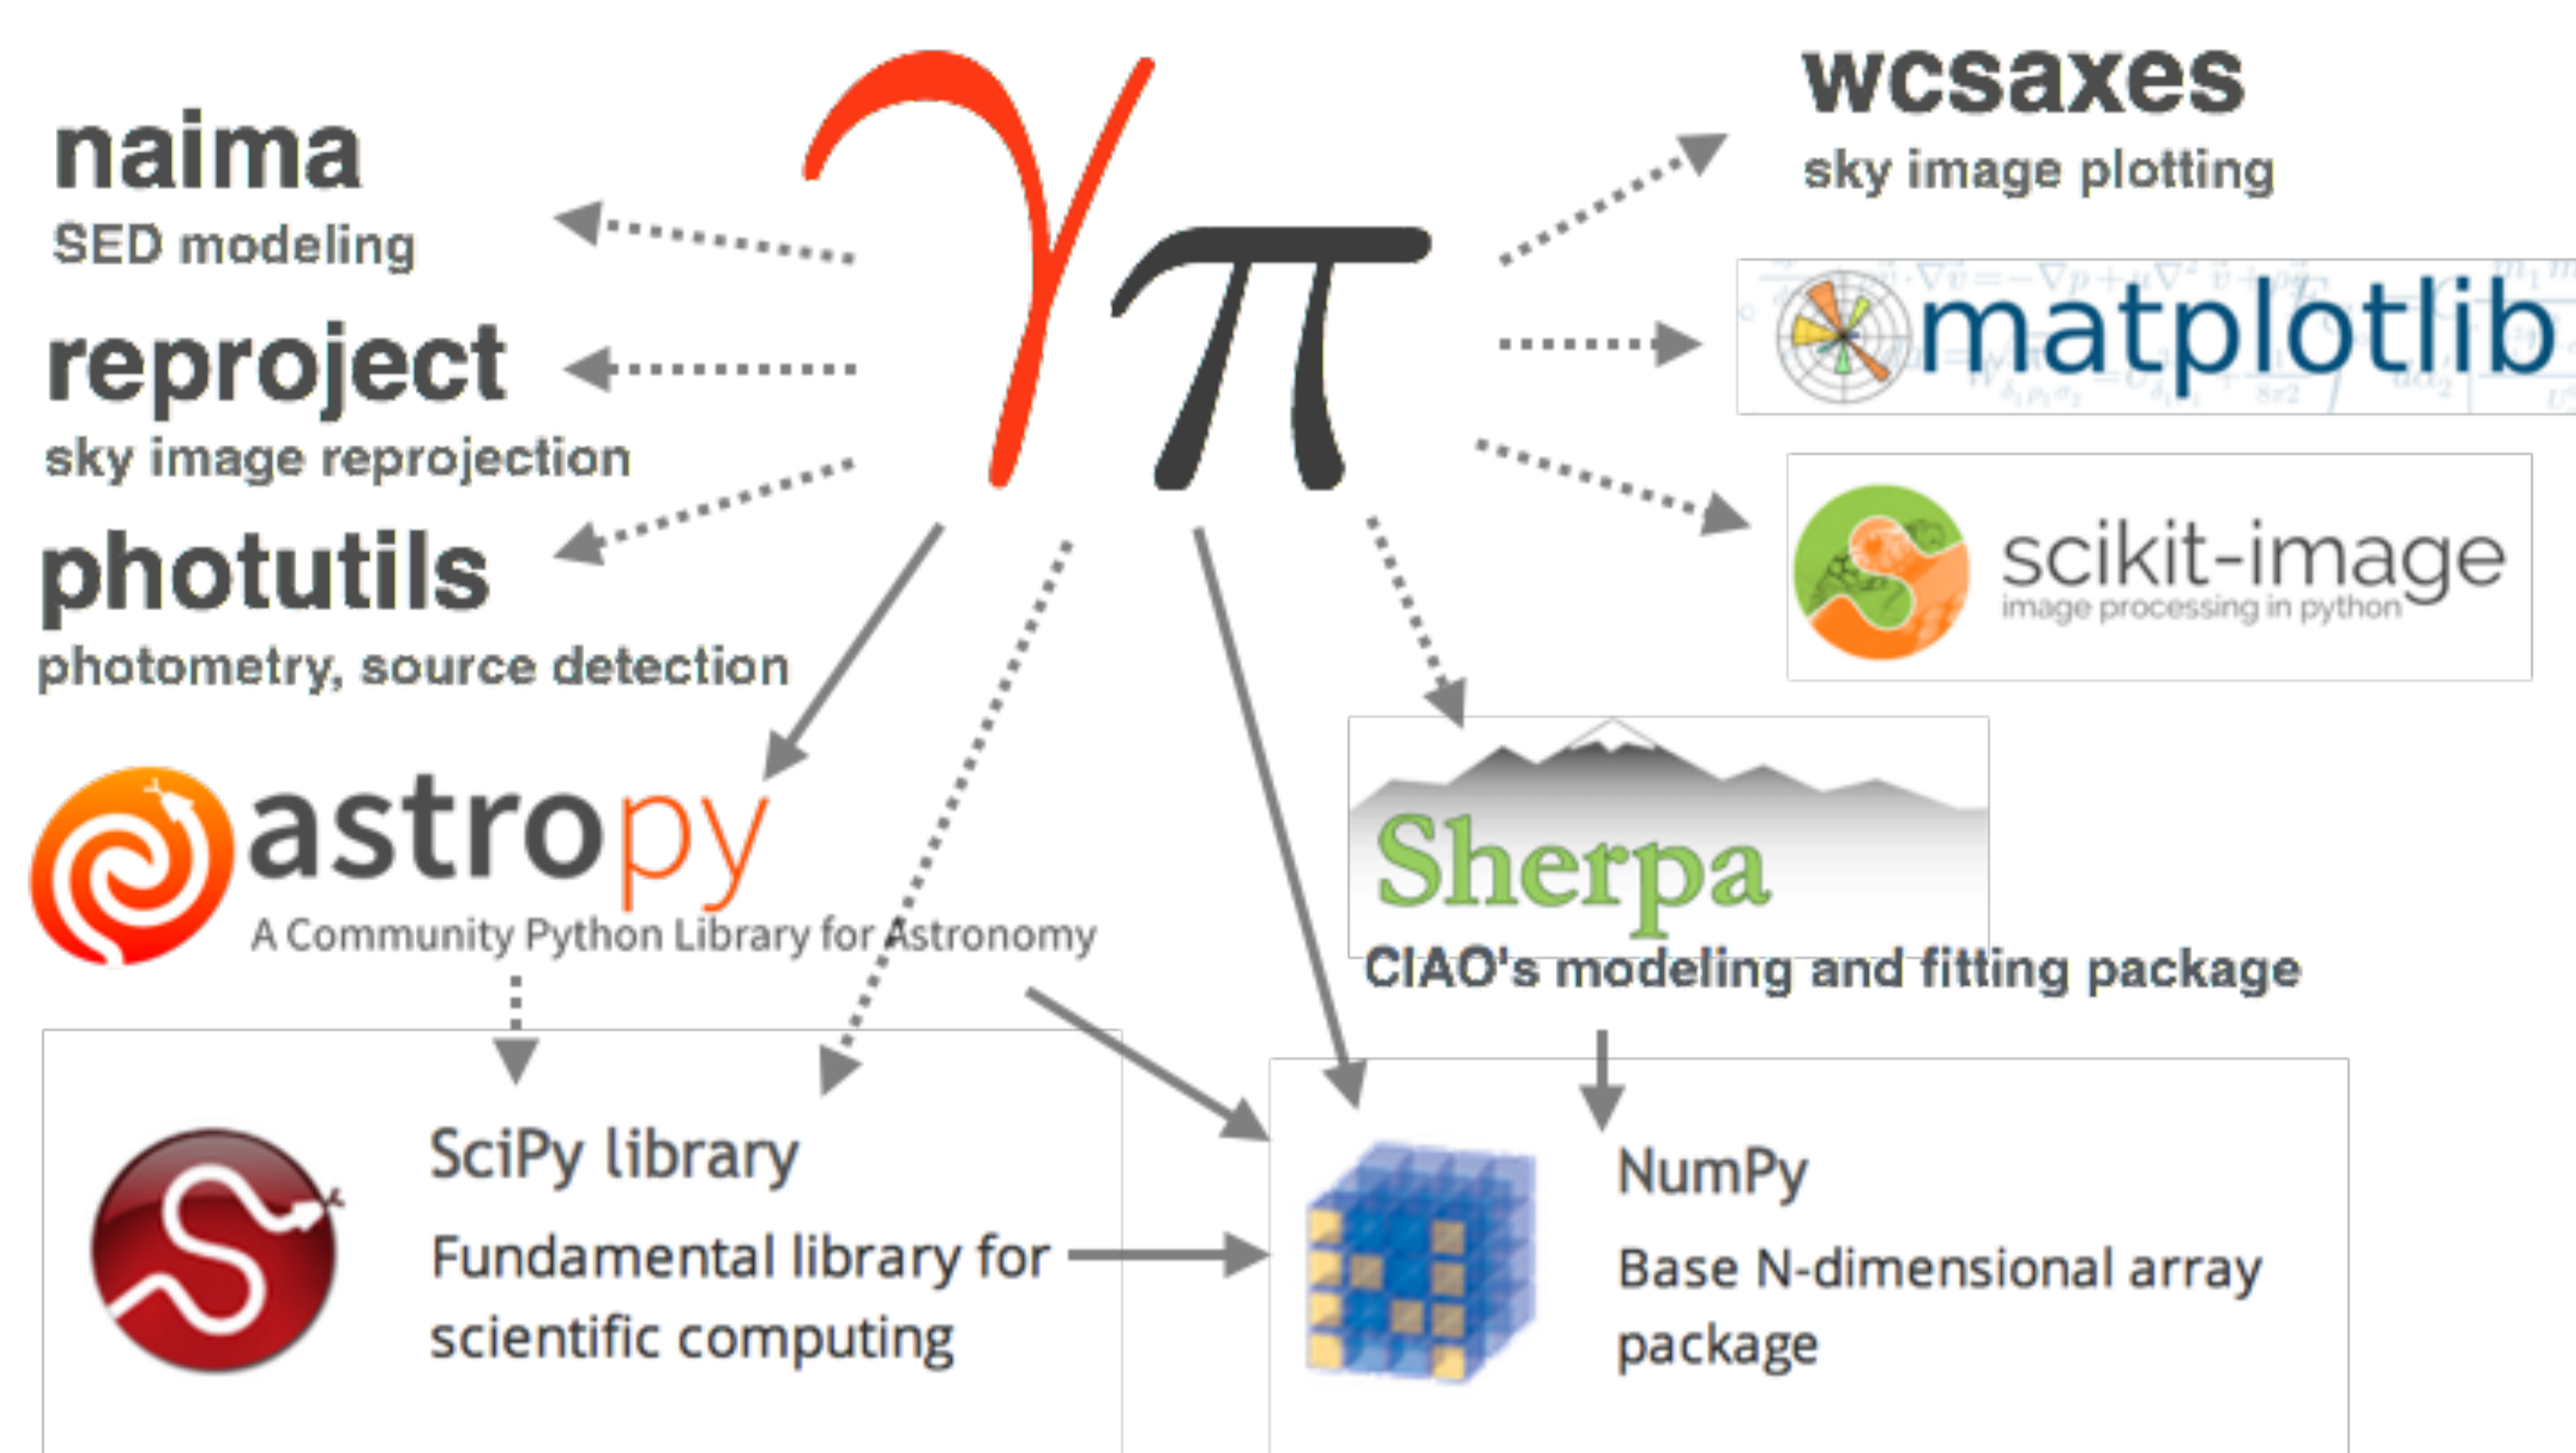 γπ
naima
SED modeling
reproject
sky image reprojection
photutils
photometry, source detection
wcsaxes
sky image plotting
matplotlib
scikit-image
image processing in python
astropy
A Community Python Library for Astronomy
Sherpa
CIAO's modeling and fitting package
SciPy library
Fundamental library for
scientific computing
NumPy
Base N-dimensional array
package